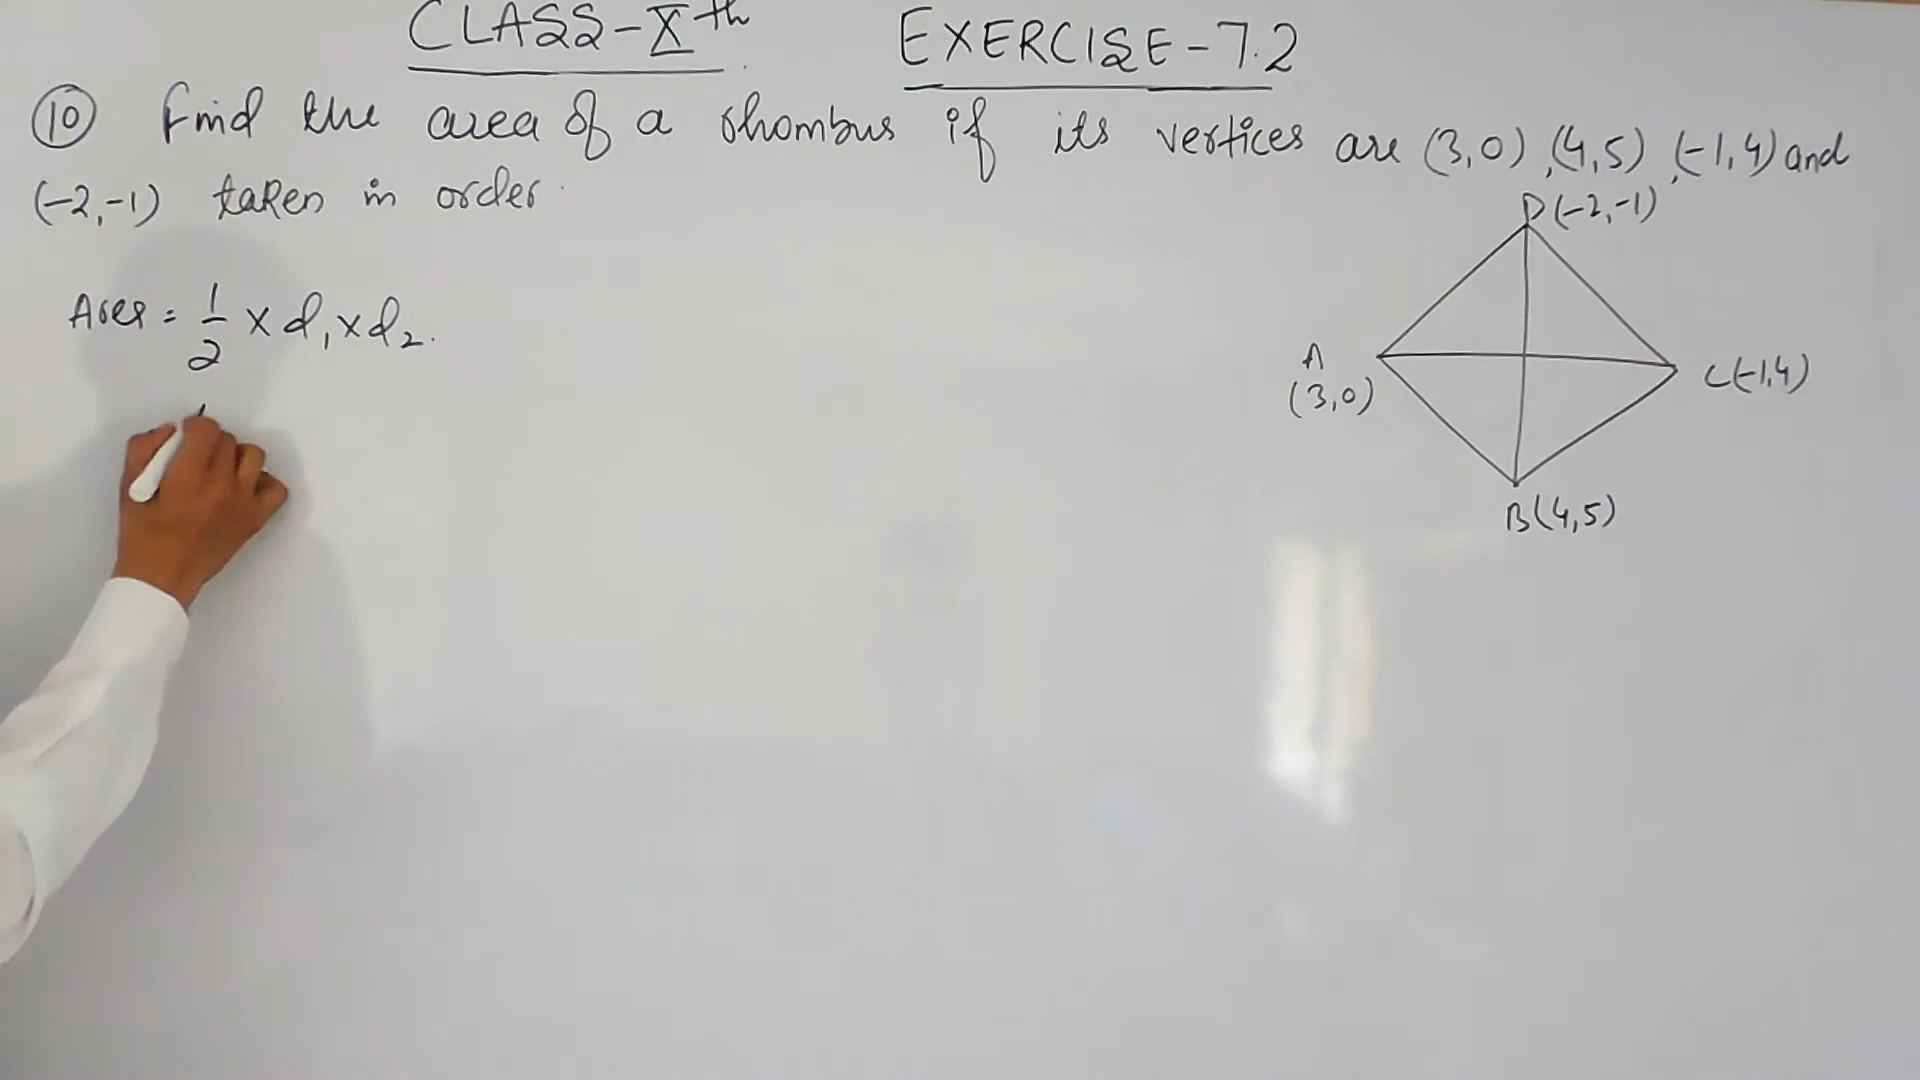 CLASS-Xth EXERCISE-7.2
10 Find the area of a rhombus if its vertices are (3,0), (4,5), (-1,4) and
(-2,-1) taken in order.
D(-2,-1)
Area = 1/2 × d₁ × d₂.
A
(3,0)
C(-1,4)
B(4,5)